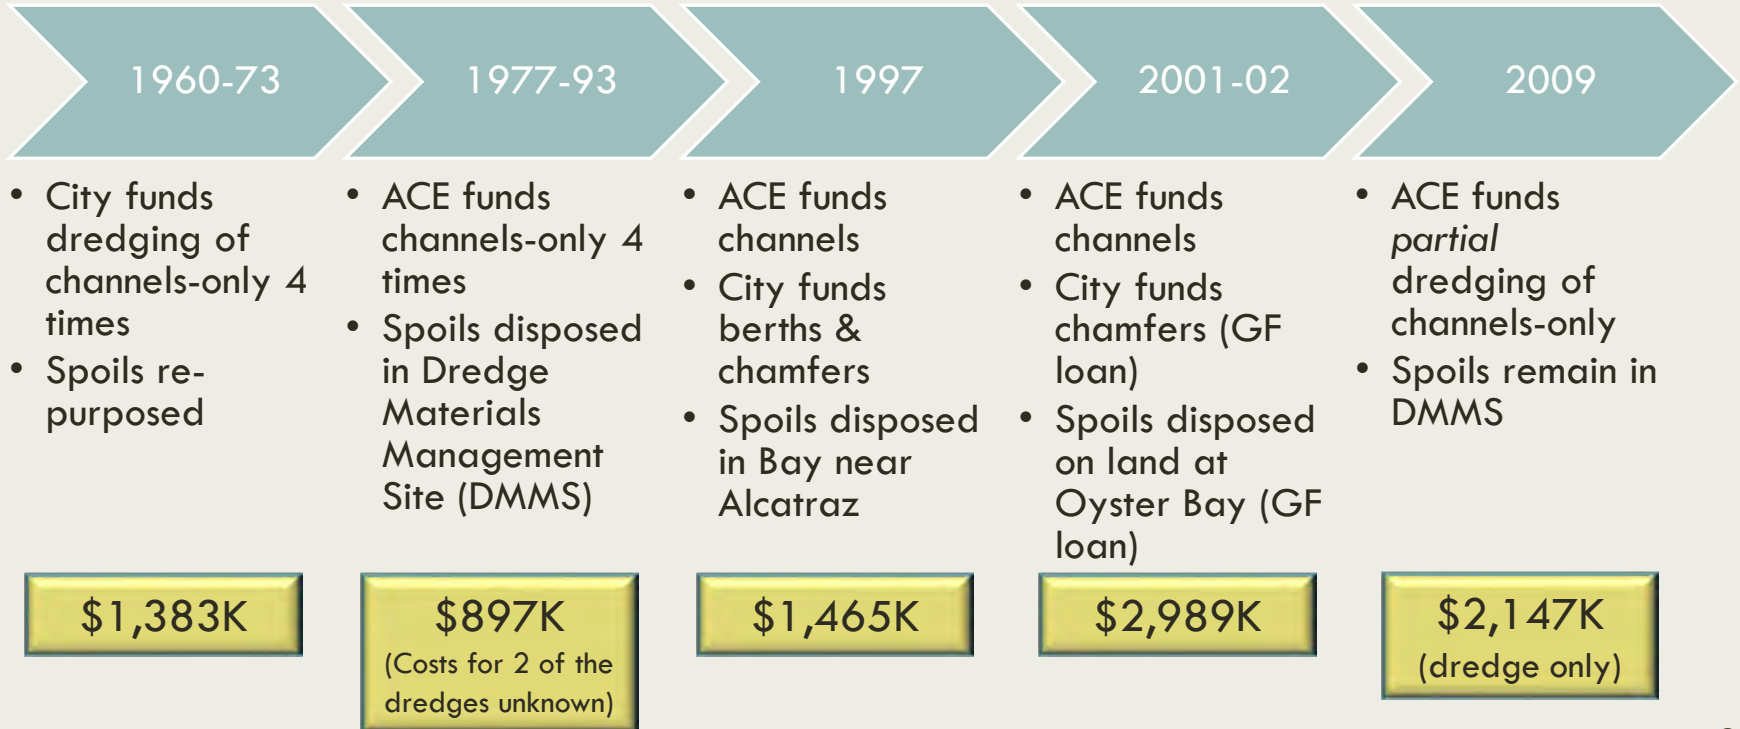 1960-73
1977-93
1997
2001-02
2009
• City funds
dredging of
channels-only 4
times
• Spoils re-
purposed
• ACE funds
channels-only 4
times
• Spoils disposed
in Dredge
Materials
Management
Site (DMMS)
• ACE funds
channels
• City funds
berths &
chamfers
• Spoils disposed
in Bay near
Alcatraz
• ACE funds
channels
• City funds
chamfers (GF
loan)
• Spoils disposed
on land at
Oyster Bay (GF
loan)
• ACE funds
partial
dredging of
channels-only
• Spoils remain in
DMMS
$1,383K
$897K
(Costs for 2 of the
dredges unknown)
$1,465K
$2,989K
$2,147K
(dredge only)